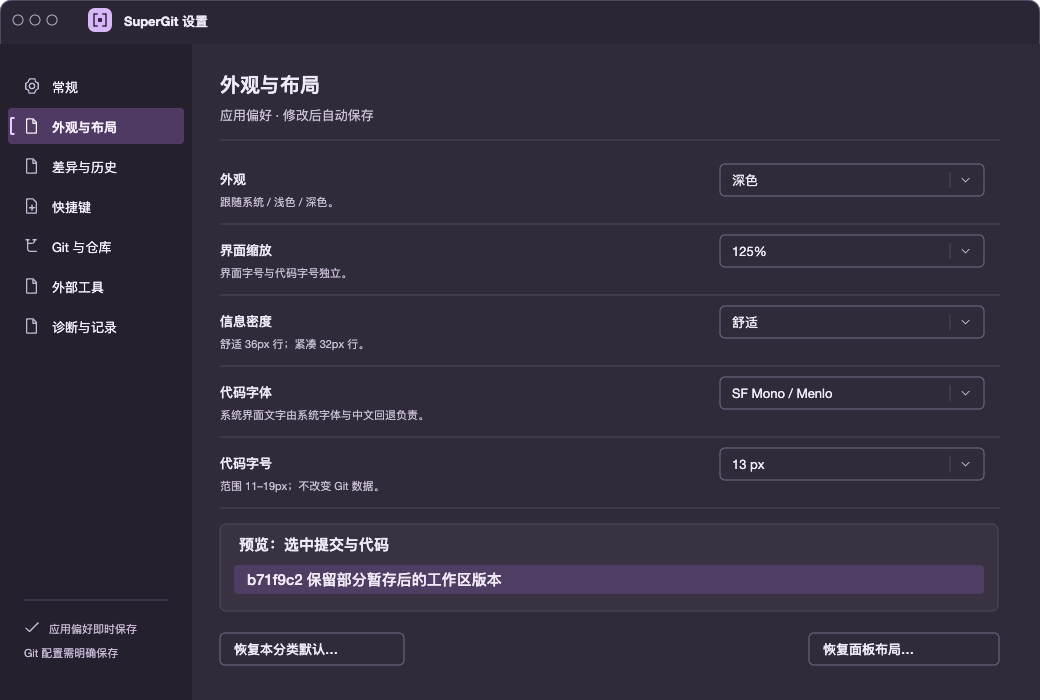 SuperGit 设置
常规
外观与布局
差异与历史
快捷键
Git 与仓库
外部工具
诊断与记录
应用偏好即时保存
Git 配置需明确保存
外观与布局
应用偏好 · 修改后自动保存
外观
跟随系统 / 浅色 / 深色。
深色
界面缩放
界面字号与代码字号独立。
125%
信息密度
舒适 36px 行；紧凑 32px 行。
舒适
代码字体
系统界面文字由系统字体与中文回退负责。
SF Mono / Menlo
代码字号
范围 11–19px；不改变 Git 数据。
13 px
预览：选中提交与代码
b71f9c2 保留部分暂存后的工作区版本
恢复本分类默认...
恢复面板布局...